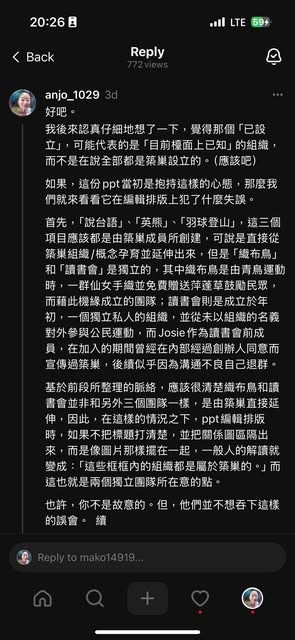 20:26
LTE 59
Back
Reply
772 views
anjo_1029 3d
好吧。
我後來認真仔細地想了一下，覺得那個「已設
立」，可能代表的是「目前檯面上已知」的組織，
而不是在說全部都是築巢設立的。（應該吧）
如果，這份ppt當初是抱持這樣的心態，那麼我
們就來看看它在編輯排版上犯了什麼失誤。
首先，「說台語」、「英熊」、「羽球登山」，這三個
項目應該都是由築巢成員所創建，可說是直接從
築巢組織/概念孕育並延伸出來，但是「織布鳥」
和「讀書會」是獨立的，其中織布鳥是由青鳥運動
時，一群仙女手織並免費贈送萍蓬草鼓勵民眾，
而藉此機緣成立的團隊；讀書會則是成立於年
初，一個獨立私人的組織，並從未以組織的名義
對外參與公民運動，而Josie作為讀書會前成
員，在加入的期間曾經在內部經過創辦人同意而
宣傳過築巢，後續似乎因為溝通不良自己退群。
基於前段所整理的脈絡，應該很清楚織布鳥和讀
書會並非和另外三個團隊一樣，是由築巢直接延
伸，因此，在這樣的情況之下，ppt編輯排版
時，如果不把標題打清楚，並把關係圖區隔出
來，而是像圖片那樣擺在一起，一般人的解讀就
變成：「這些框框內的組織都是屬於築巢的。」而
這也就是兩個獨立團隊所在意的點。
也許，你不是故意的。但，他們並不想吞下這樣
的誤會。 續
Reply to mako14919...